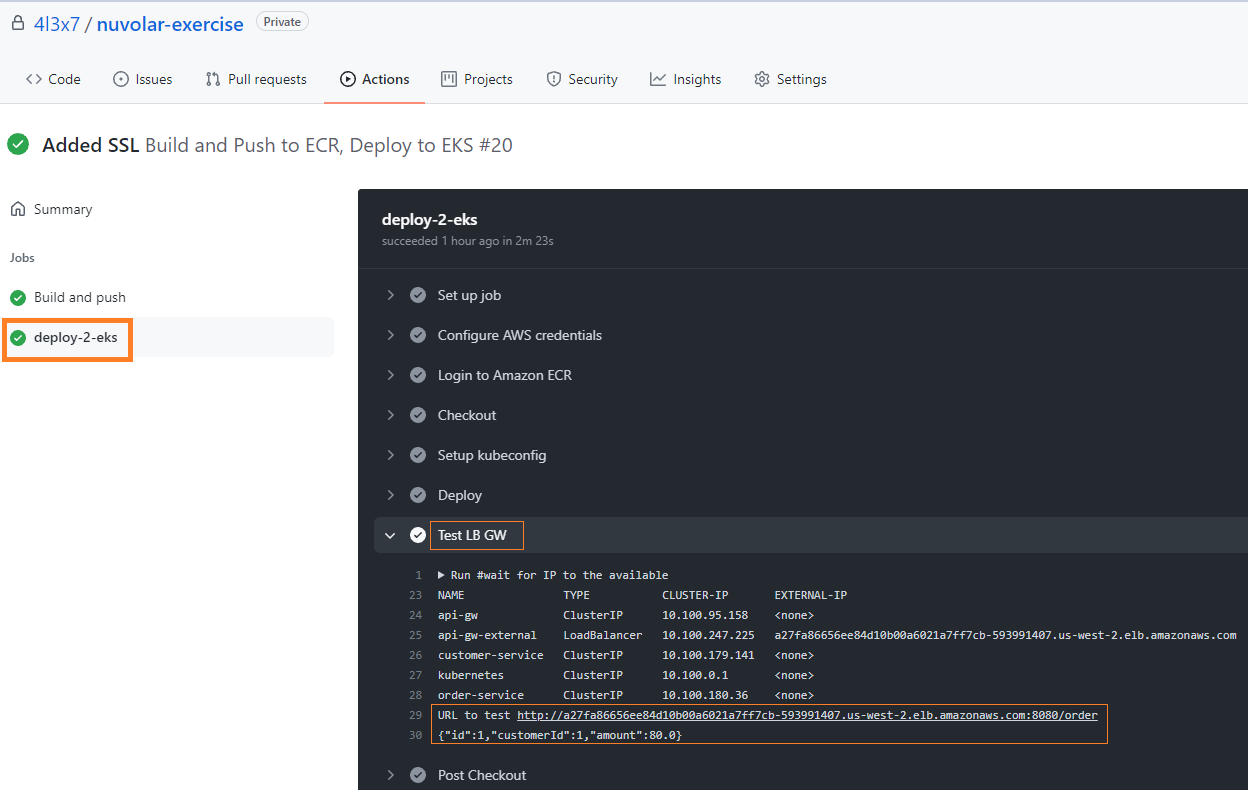 4l3x7 / nuvolar-exercise Private
Code Issues Pull requests Actions Projects Security Insights Settings
Added SSL Build and Push to ECR, Deploy to EKS #20
Summary
Jobs
Build and push
deploy-2-eks
deploy-2-eks
succeeded 1 hour ago in 2m 23s
Set up job
Configure AWS credentials
Login to Amazon ECR
Checkout
Setup kubeconfig
Deploy
Test LB GW
1 Run #wait for IP to the available
23 NAME TYPE CLUSTER-IP EXTERNAL-IP
24 api-gw ClusterIP 10.100.95.158 <none>
25 api-gw-external LoadBalancer 10.100.247.225 a27fa86656ee84d10b00a6021a7ff7cb-593991407.us-west-2.elb.amazonaws.com
26 customer-service ClusterIP 10.100.179.141 <none>
27 kubernetes ClusterIP 10.100.0.1 <none>
28 order-service ClusterIP 10.100.180.36 <none>
29 URL to test http://a27fa86656ee84d10b00a6021a7ff7cb-593991407.us-west-2.elb.amazonaws.com:8080/order
30 {"id":1,"customerId":1,"amount":80.0}
Post Checkout